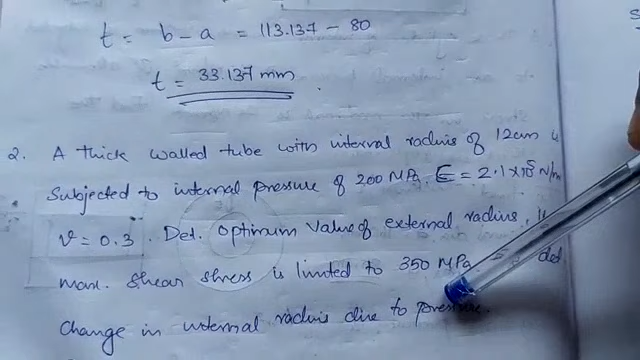 t = b - a = 113.137 - 80
t = 33.137 mm
2. A thick walled tube with internal radius of 12cm is
subjected to internal pressure of 200 MPa. E = 2.1 x 10⁵ N/m
ν = 0.3. Det. optimum value of external radius, if
max. shear stress is limited to 350 MPa. det
change in internal radius due to pressure.